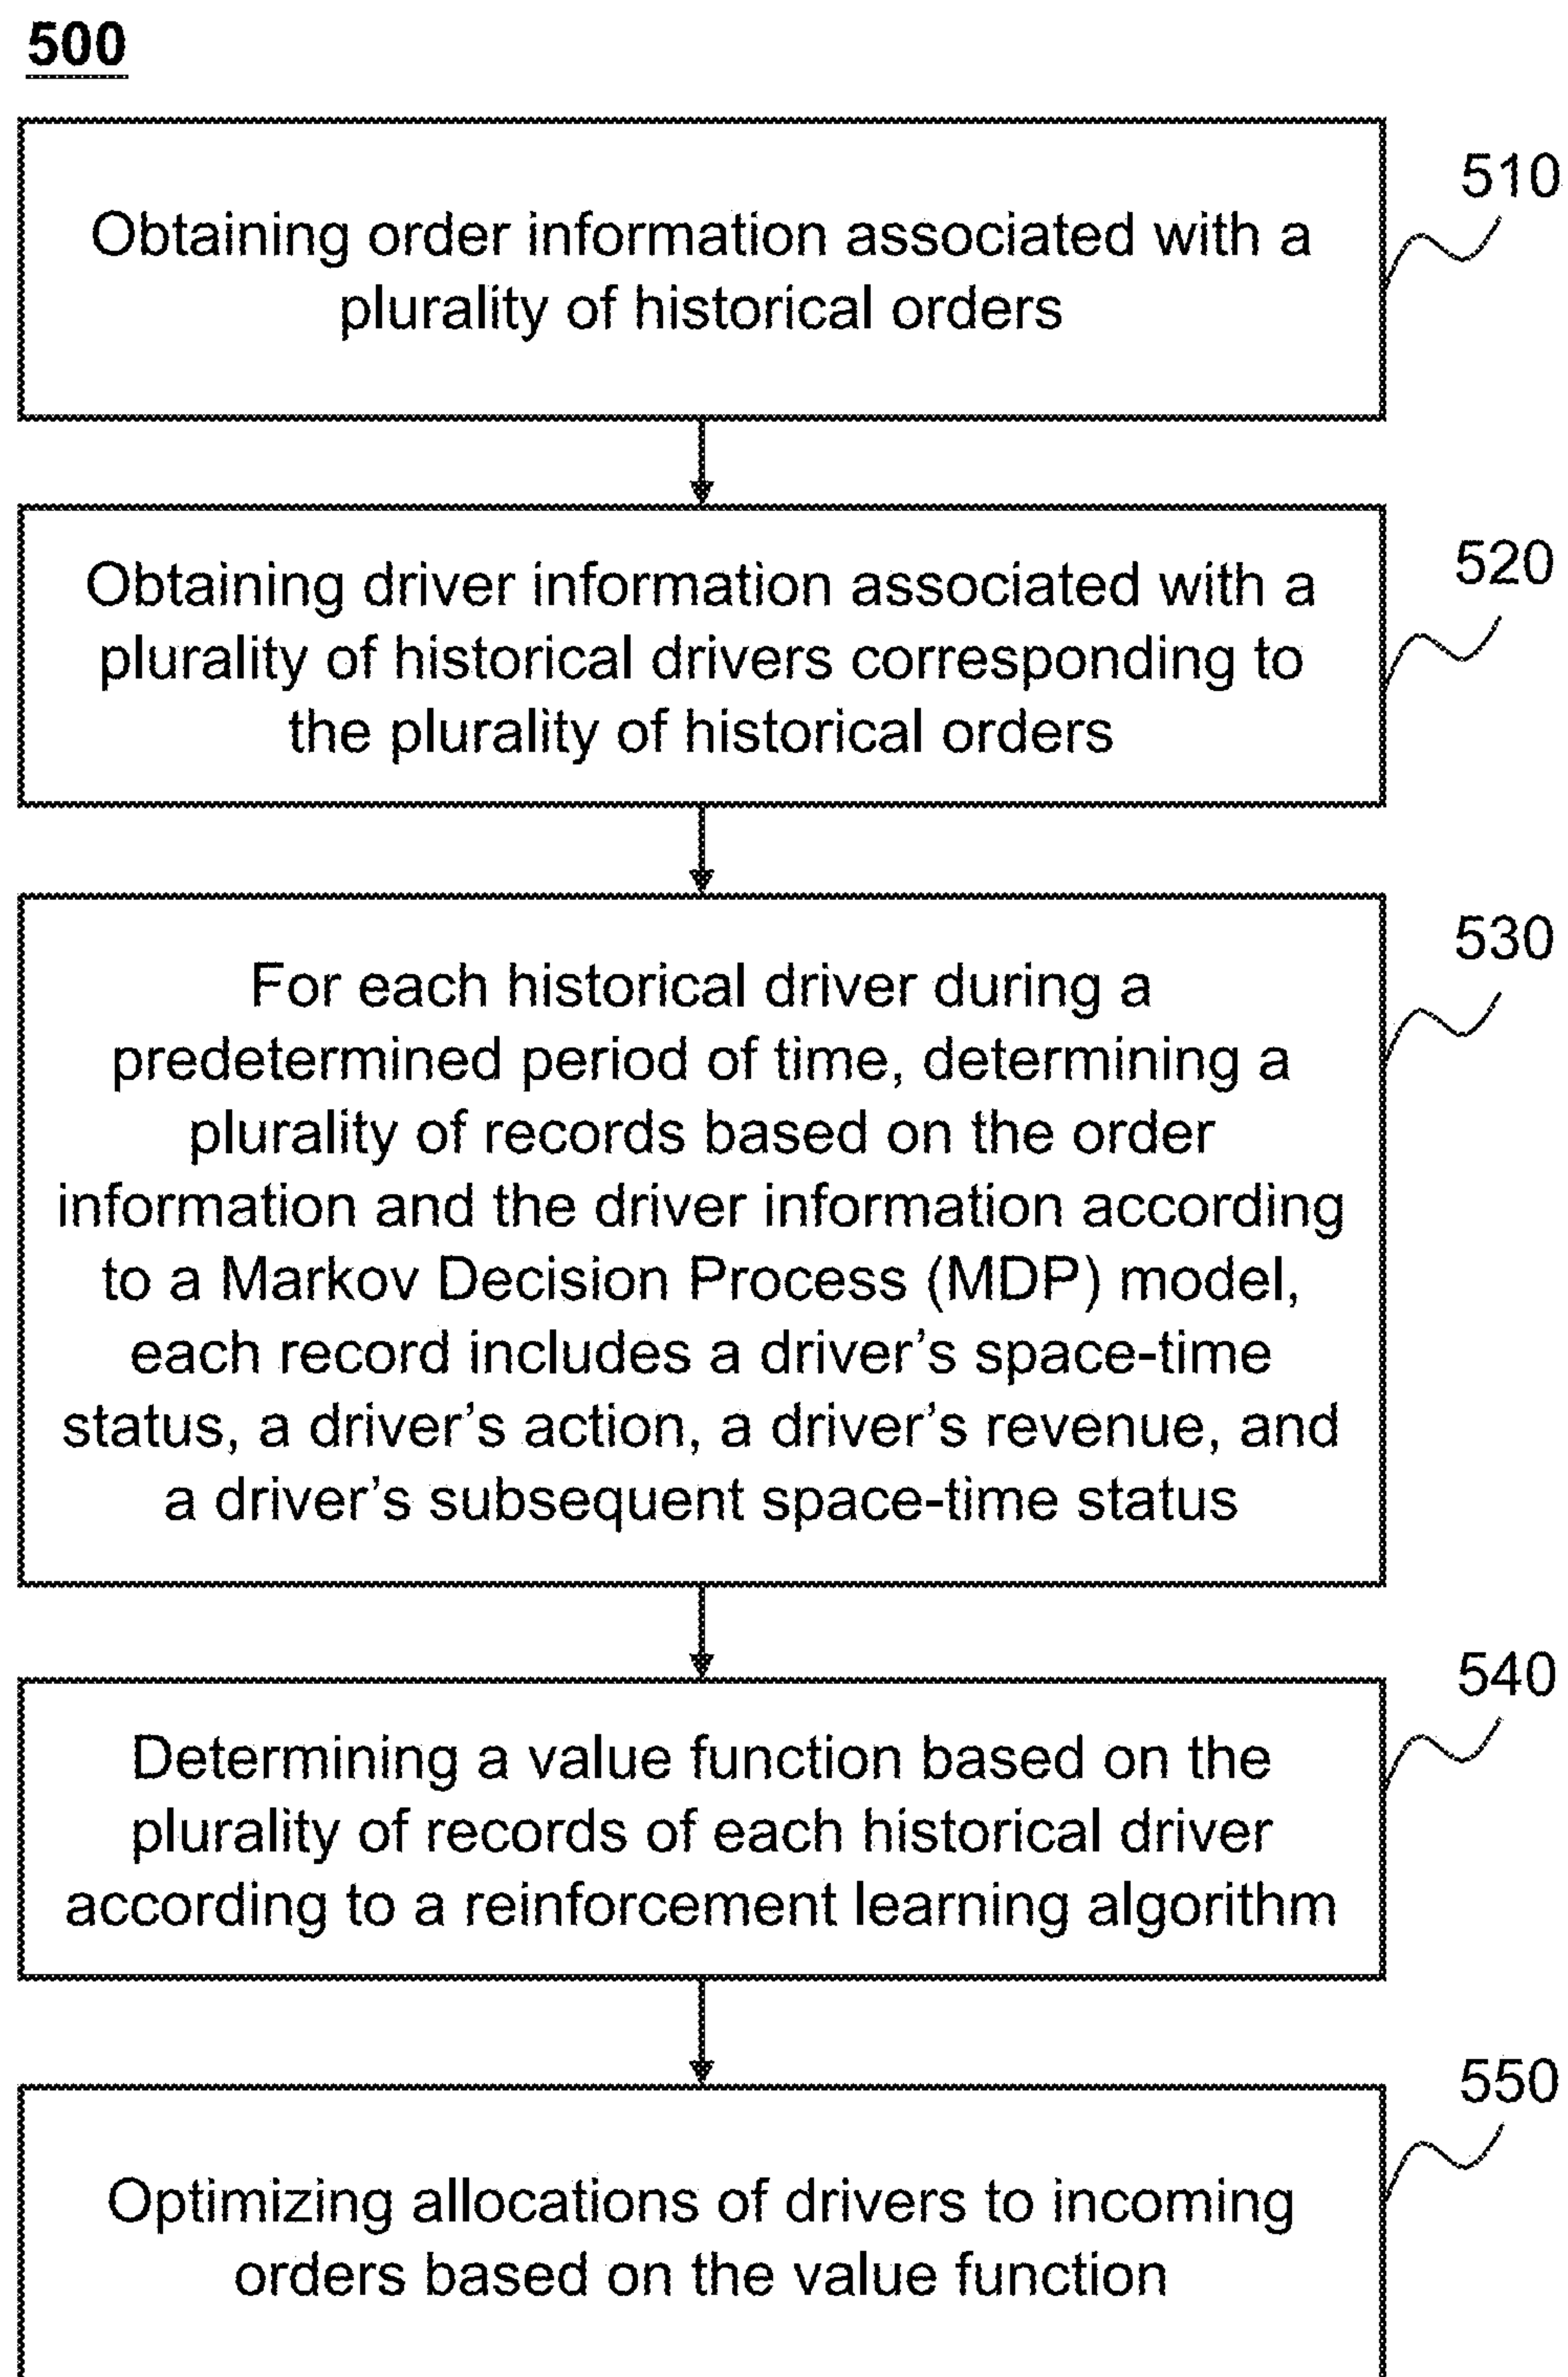 500
510
Obtaining order information associated with a
plurality of historical orders
520
Obtaining driver information associated with a
plurality of historical drivers corresponding to
the plurality of historical orders
530
For each historical driver during a
predetermined period of time, determining a
plurality of records based on the order
information and the driver information according
to a Markov Decision Process (MDP) model,
each record includes a driver’s space-time
status, a driver’s action, a driver’s revenue, and
a driver’s subsequent space-time status
540
Determining a value function based on the
plurality of records of each historical driver
according to a reinforcement learning algorithm
550
Optimizing allocations of drivers to incoming
orders based on the value function